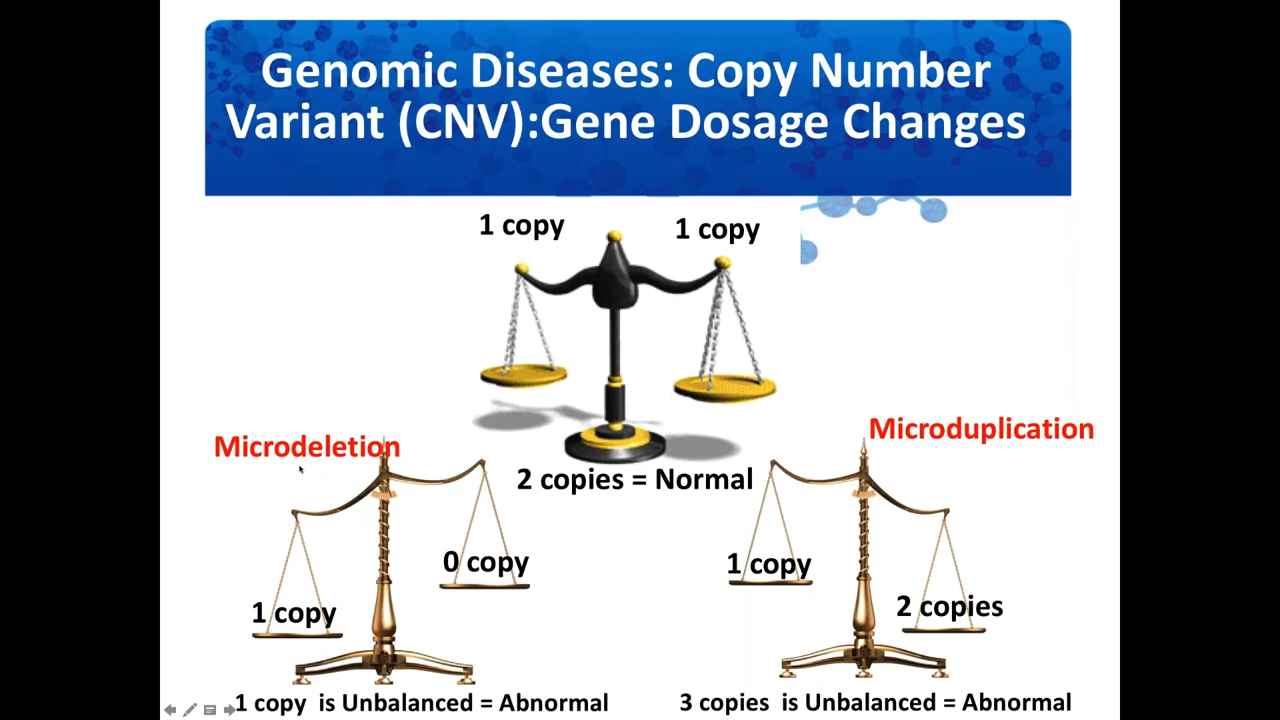 Genomic Diseases: Copy Number
Variant (CNV):Gene Dosage Changes
1 copy
1 copy
2 copies = Normal
Microdeletion
1 copy
0 copy
1 copy is Unbalanced = Abnormal
Microduplication
1 copy
2 copies
3 copies is Unbalanced = Abnormal